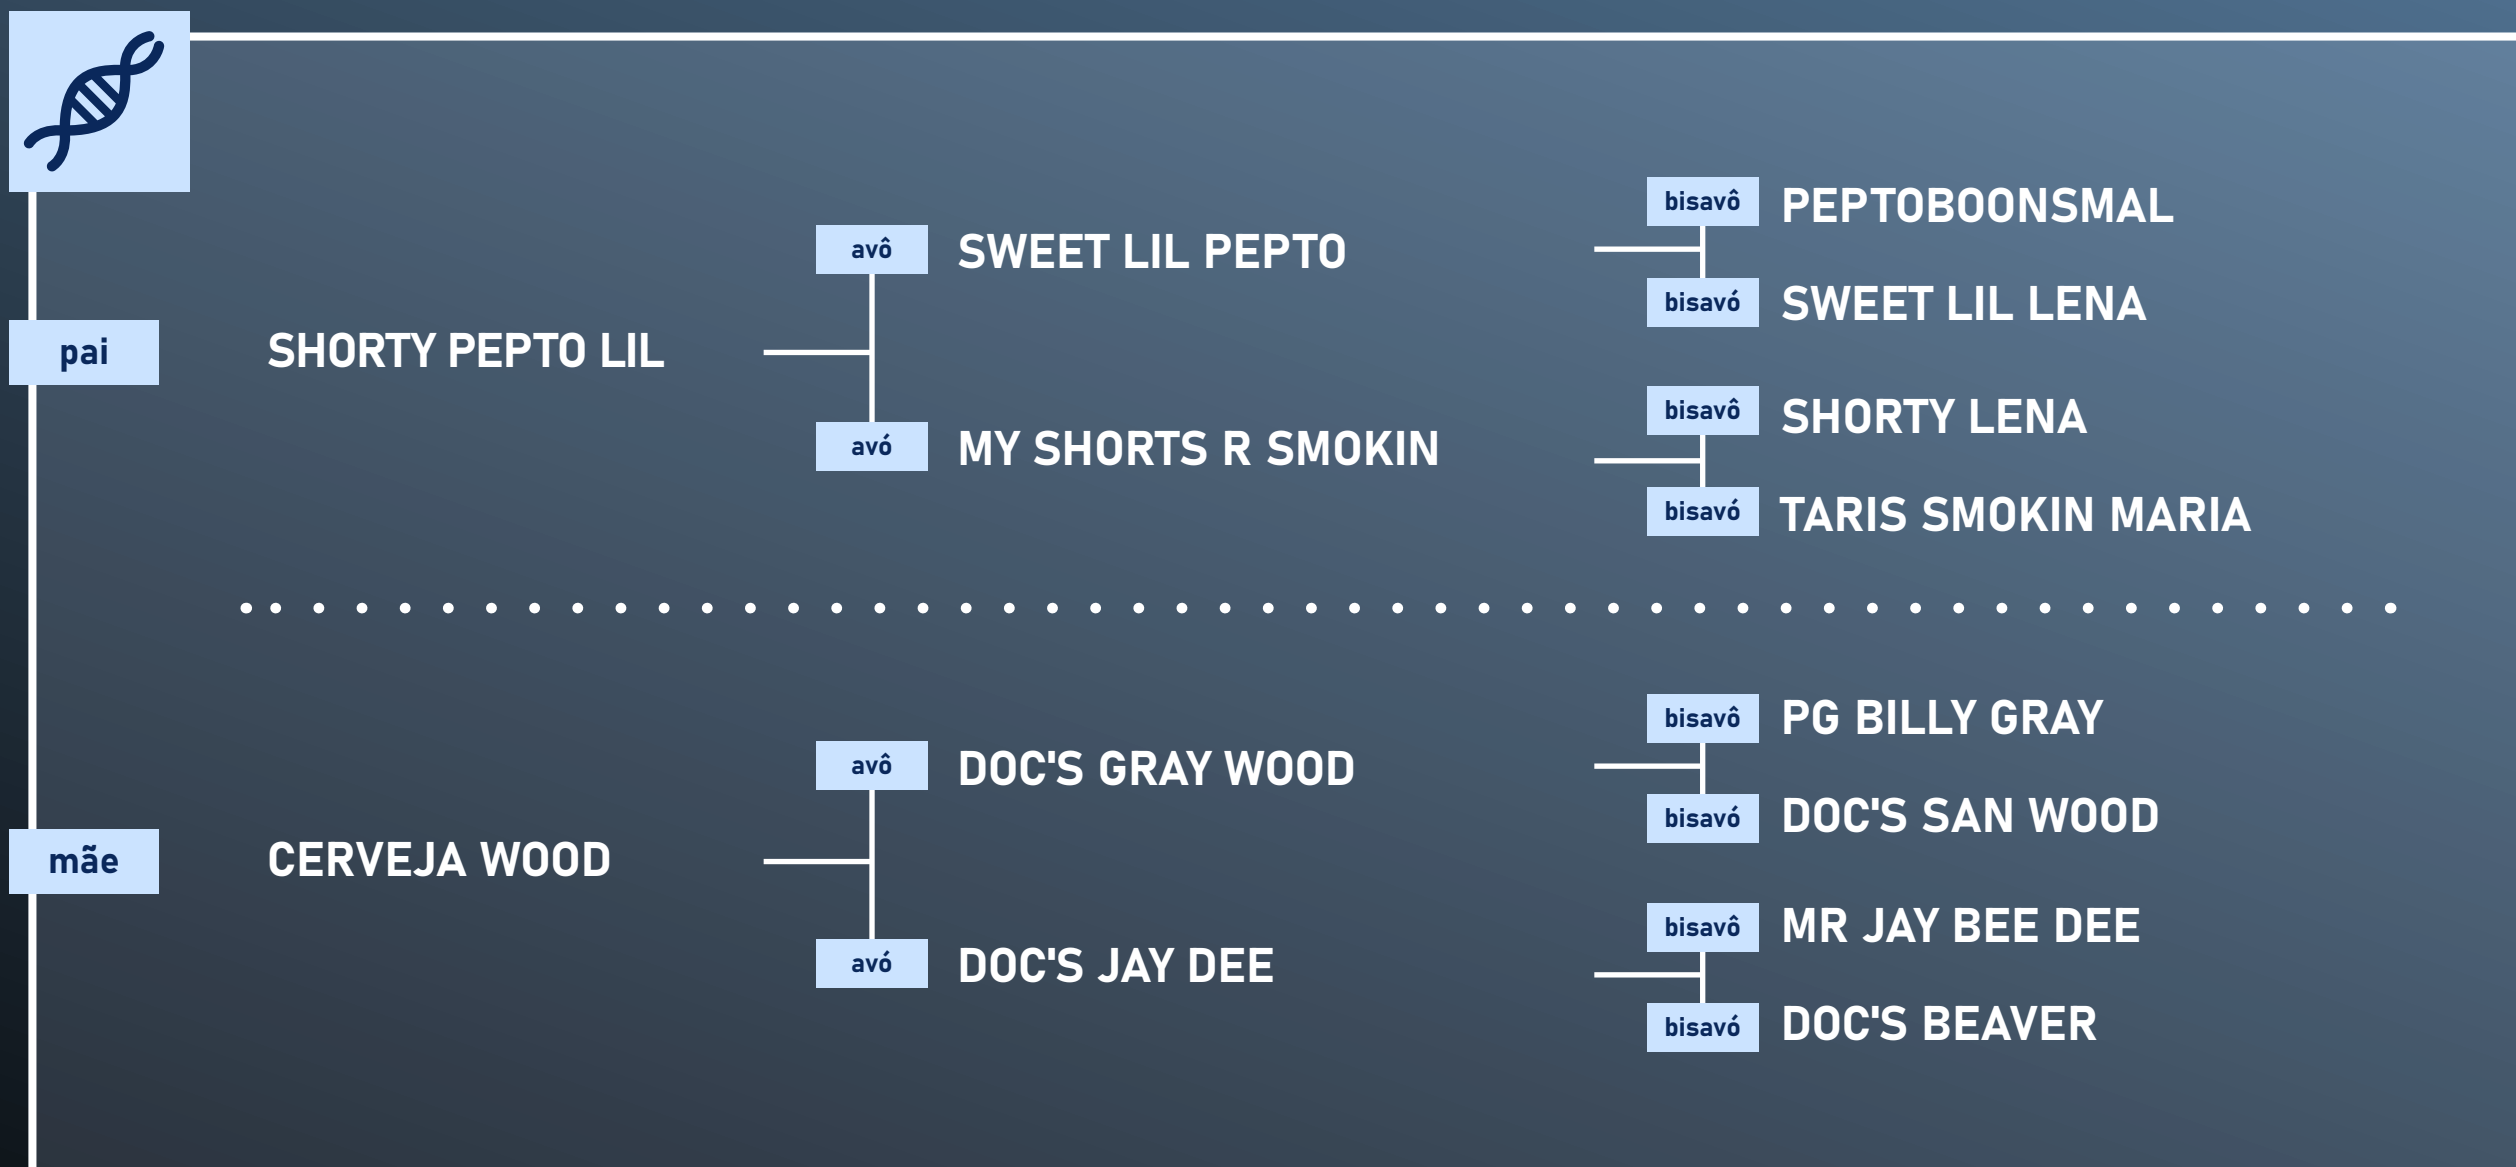 pai
SHORTY PEPTO LIL
avô
SWEET LIL PEPTO
avó
MY SHORTS R SMOKIN
bisavô
PEPTOBOONSMAL
bisavó
SWEET LIL LENA
bisavô
SHORTY LENA
bisavó
TARIS SMOKIN MARIA
mãe
CERVEJA WOOD
avô
DOC'S GRAY WOOD
avó
DOC'S JAY DEE
bisavô
PG BILLY GRAY
bisavó
DOC'S SAN WOOD
bisavô
MR JAY BEE DEE
bisavó
DOC'S BEAVER